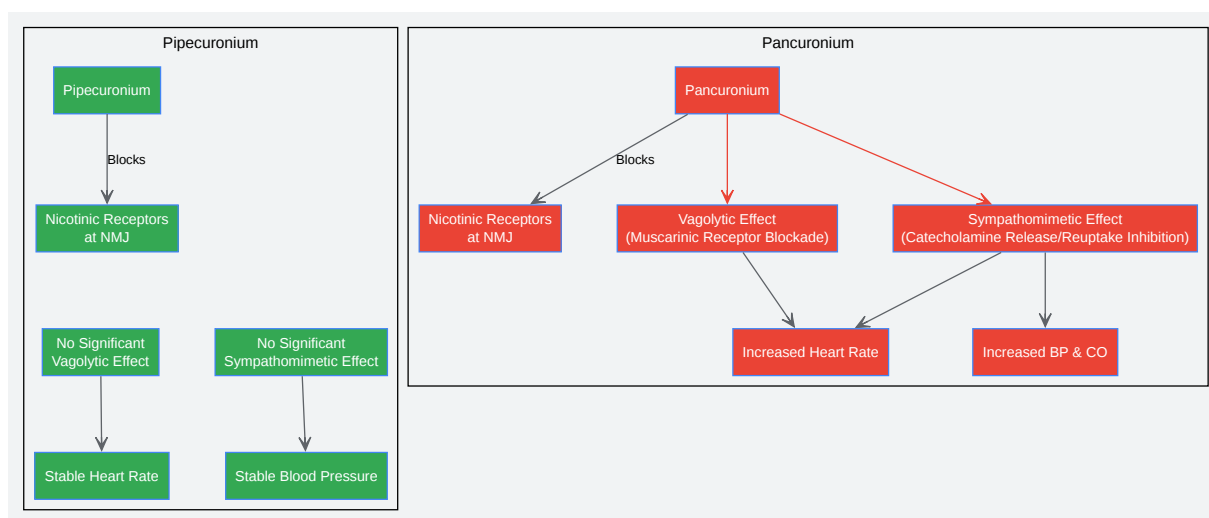 Pipecuronium
Pipecuronium
Blocks
Nicotinic Receptors
at NMJ
No Significant
Vagolytic Effect
No Significant
Sympathomimetic Effect
Stable Heart Rate
Stable Blood Pressure
Pancuronium
Pancuronium
Blocks
Nicotinic Receptors
at NMJ
Vagolytic Effect
(Muscarinic Receptor Blockade)
Sympathomimetic Effect
(Catecholamine Release/Reuptake Inhibition)
Increased Heart Rate
Increased BP & CO